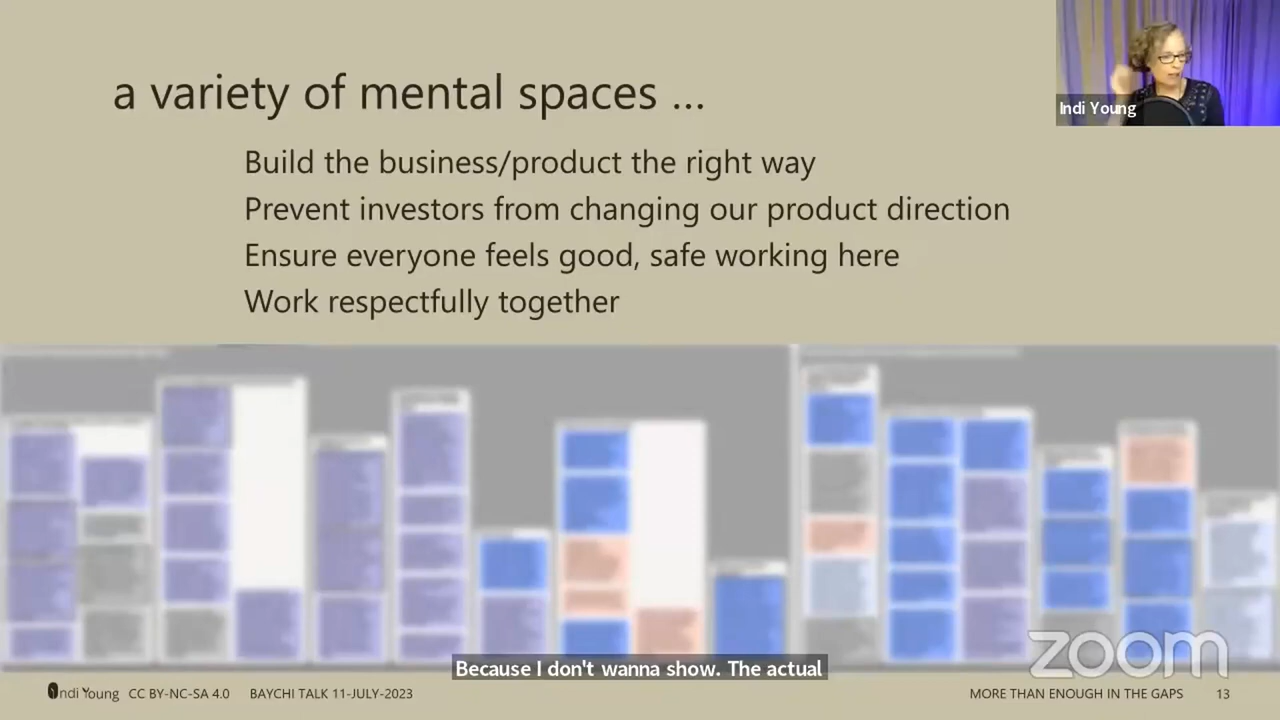 a variety of mental spaces ...
Indi Young
Build the business/product the right way
Prevent investors from changing our product direction
Ensure everyone feels good, safe working here
Work respectfully together
zoom
Because I don't wanna show. The actual
Indi Young CC BY-NC-SA 4.0 BAYCHI TALK 11-JULY-2023 MORE THAN ENOUGH IN THE GAPS 13